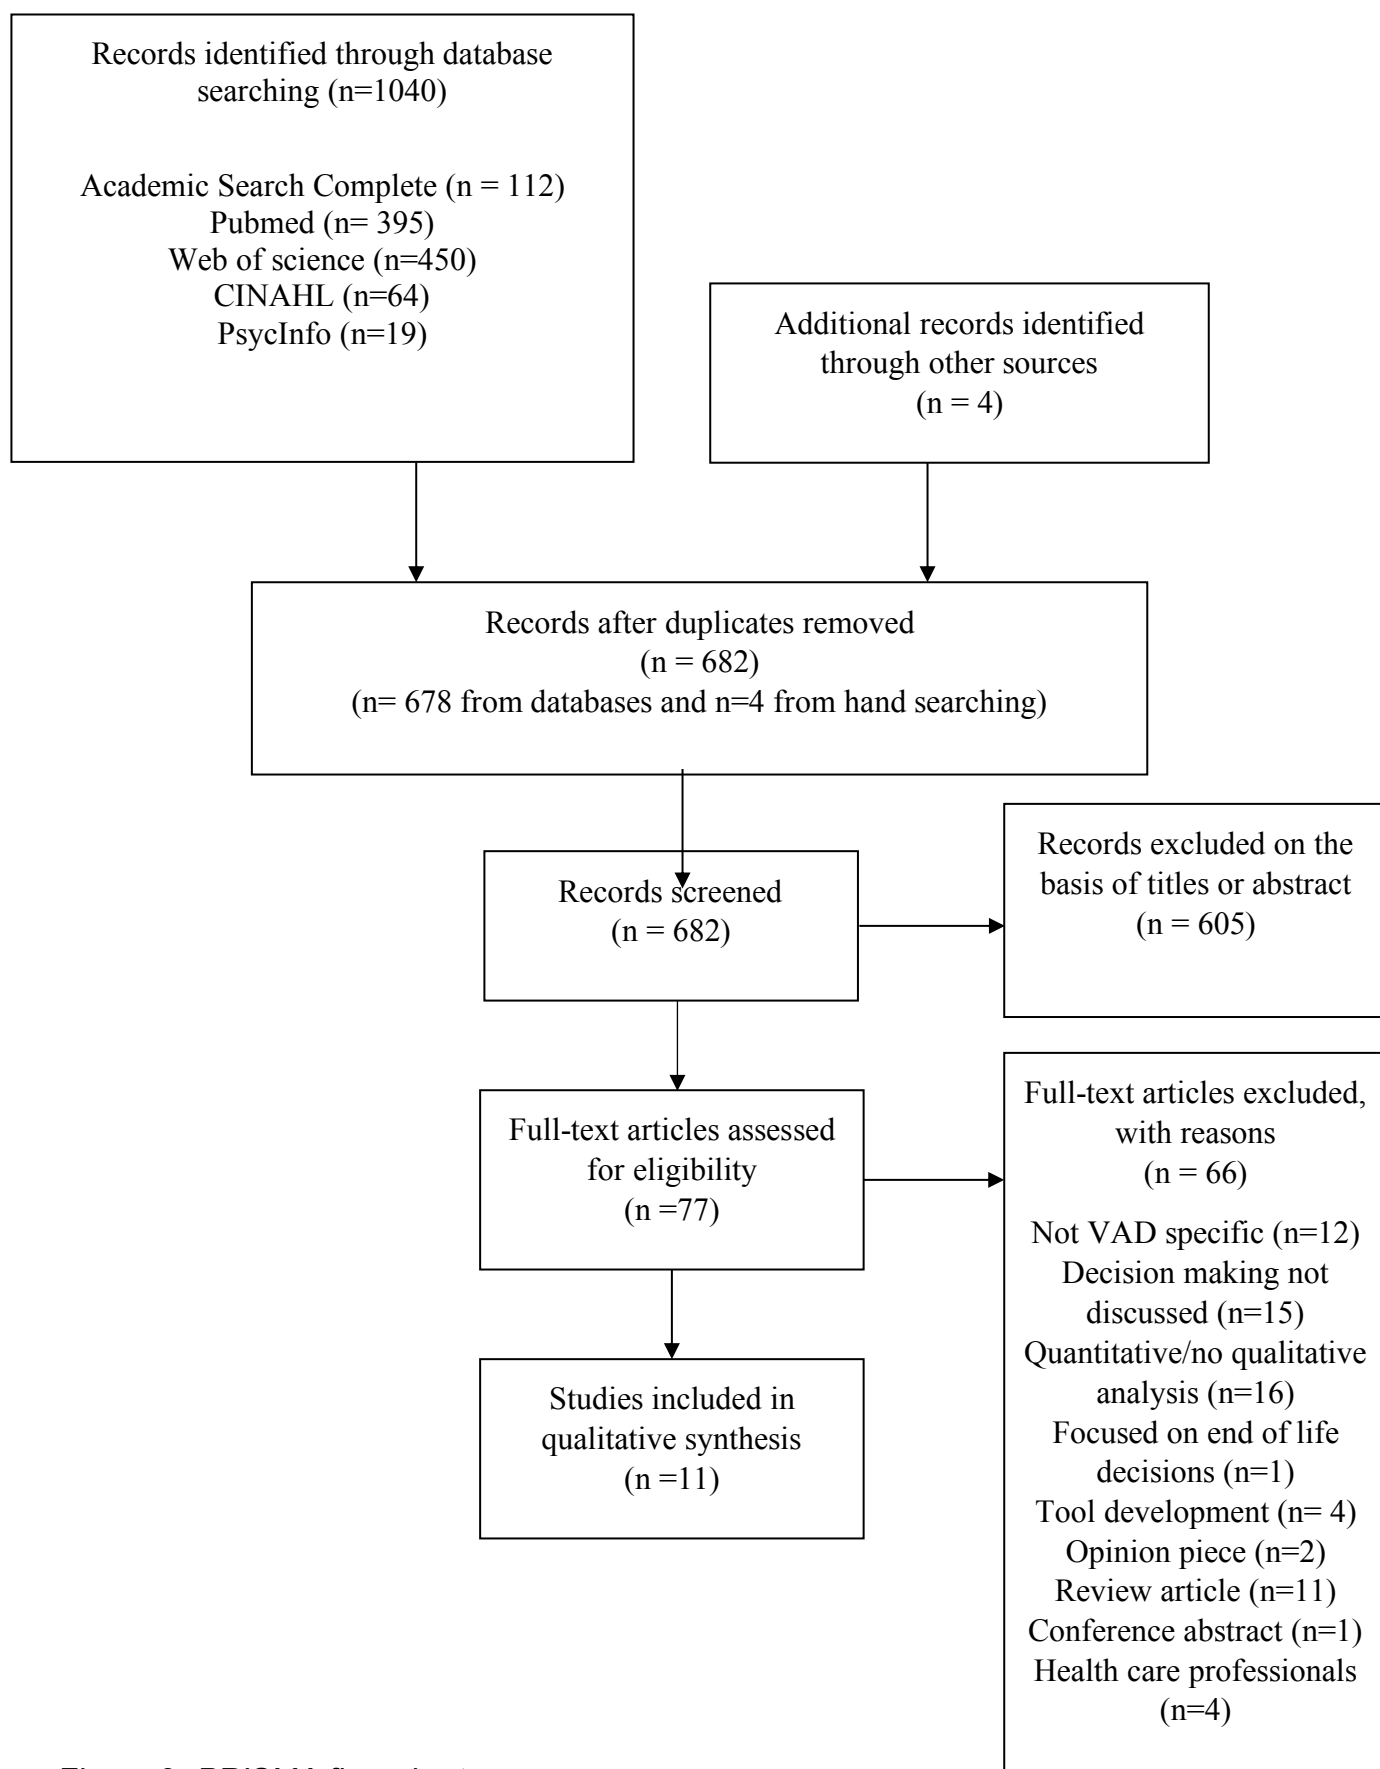 Records identified through database
searching (n=1040)
Academic Search Complete (n = 112)
Pubmed (n= 395)
Web of science (n=450)
CINAHL (n=64)
PsycInfo (n=19)
Additional records identified
through other sources
(n = 4)
Records after duplicates removed
(n = 682)
(n= 678 from databases and n=4 from hand searching)
Records screened
(n = 682)
Records excluded on the
basis of titles or abstract
(n = 605)
Full-text articles assessed
for eligibility
(n =77)
Full-text articles excluded,
with reasons
(n = 66)
Not VAD specific (n=12)
Decision making not
discussed (n=15)
Quantitative/no qualitative
analysis (n=16)
Focused on end of life
decisions (n=1)
Tool development (n= 4)
Opinion piece (n=2)
Review article (n=11)
Conference abstract (n=1)
Health care professionals
(n=4)
Studies included in
qualitative synthesis
(n =11)